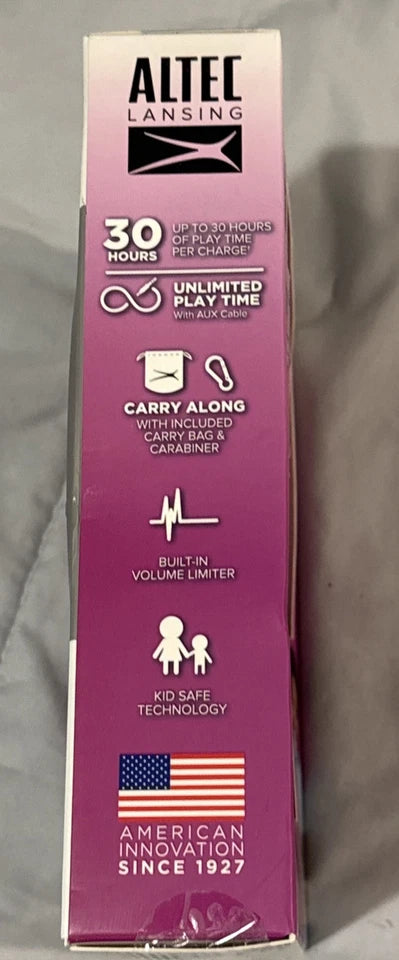 ALTEC
LANSING
30
HOURS
UP TO 30 HOURS
OF PLAY TIME
PER CHARGE†
UNLIMITED
PLAY TIME
With AUX Cable
CARRY ALONG
WITH INCLUDED
CARRY BAG &
CARABINER
BUILT-IN
VOLUME LIMITER
KID SAFE
TECHNOLOGY
AMERICAN
INNOVATION
SINCE 1927